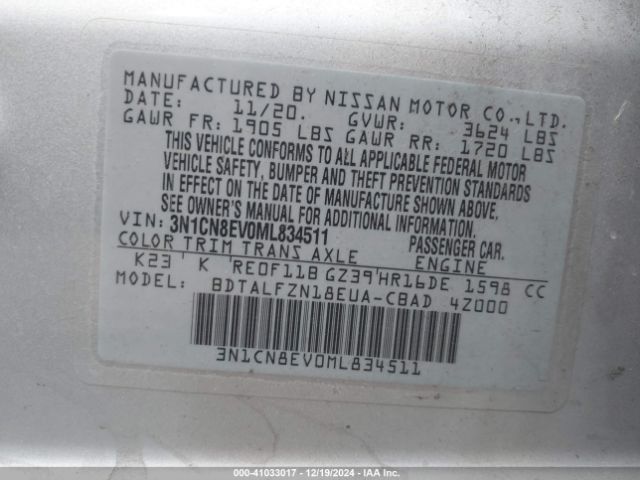 MANUFACTURED BY NISSAN MOTOR CO., LTD.
DATE: 11/20. GVWR: 3624 LBS
GAWR FR: 1905 LBS GAWR RR: 1720 LBS
THIS VEHICLE CONFORMS TO ALL APPLICABLE FEDERAL MOTOR
VEHICLE SAFETY, BUMPER AND THEFT PREVENTION STANDARDS
IN EFFECT ON THE DATE OF MANUFACTURE SHOWN ABOVE.
SEE OWNER'S MANUAL FOR ADDITIONAL INFORMATION.
VIN: 3N1CN8EV0ML834511 PASSENGER CAR.
COLOR TRIM TRANS AXLE ENGINE
K23 ' K ' RE0F11B GZ39 'HR16DE 1598 CC
MODEL: BDTALFZN18EUA-CBAD 4Z000
3N1CN8EV0ML834511
000-41033017 • 12/19/2024 - IAA Inc.